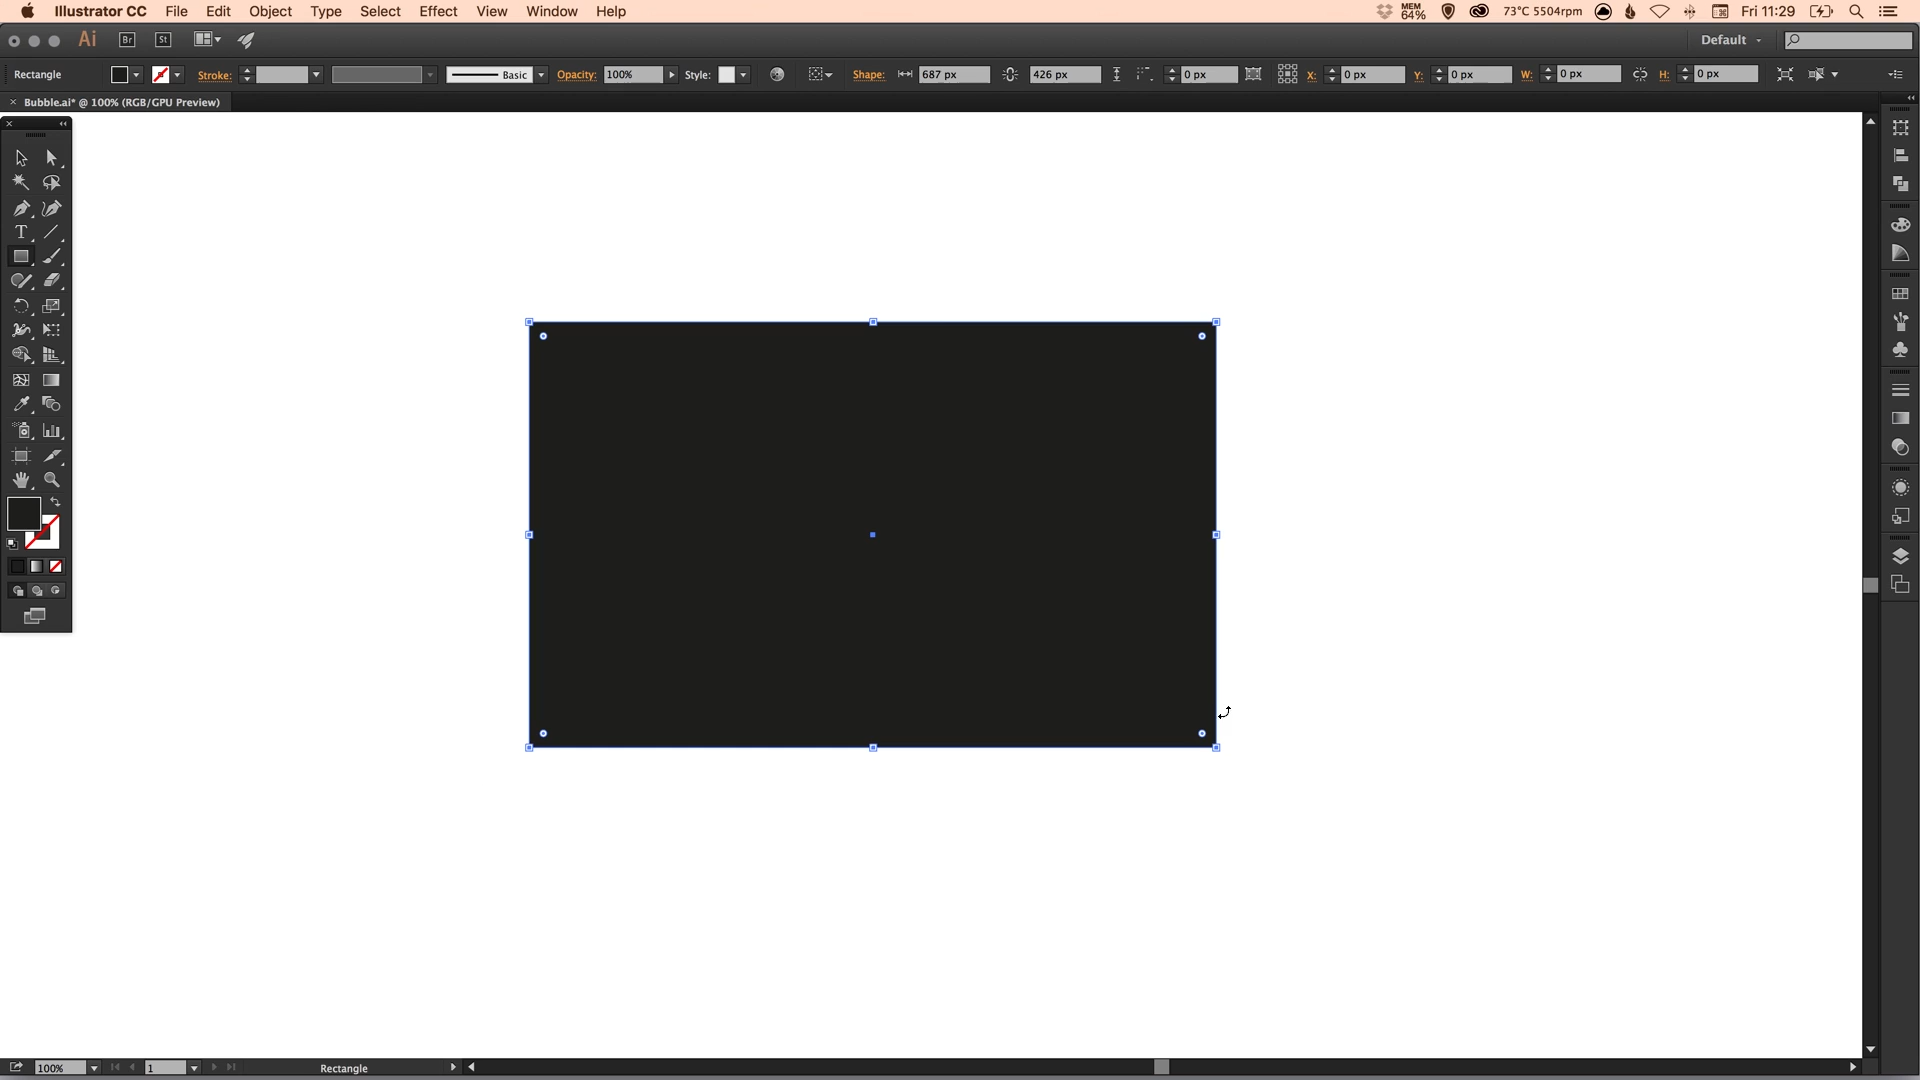 Illustrator CC File Edit Object Type Select Effect View Window Help MEM 64% 73°C 5504rpm Fri 11:29
Ai Br St Default
Rectangle Stroke: Basic Opacity: 100% Style: Shape: 687 px 426 px 0 px X: 0 px Y: 0 px W: 0 px H: 0 px
× Bubble.ai* @ 100% (RGB/GPU Preview)
T
100% 1 Rectangle